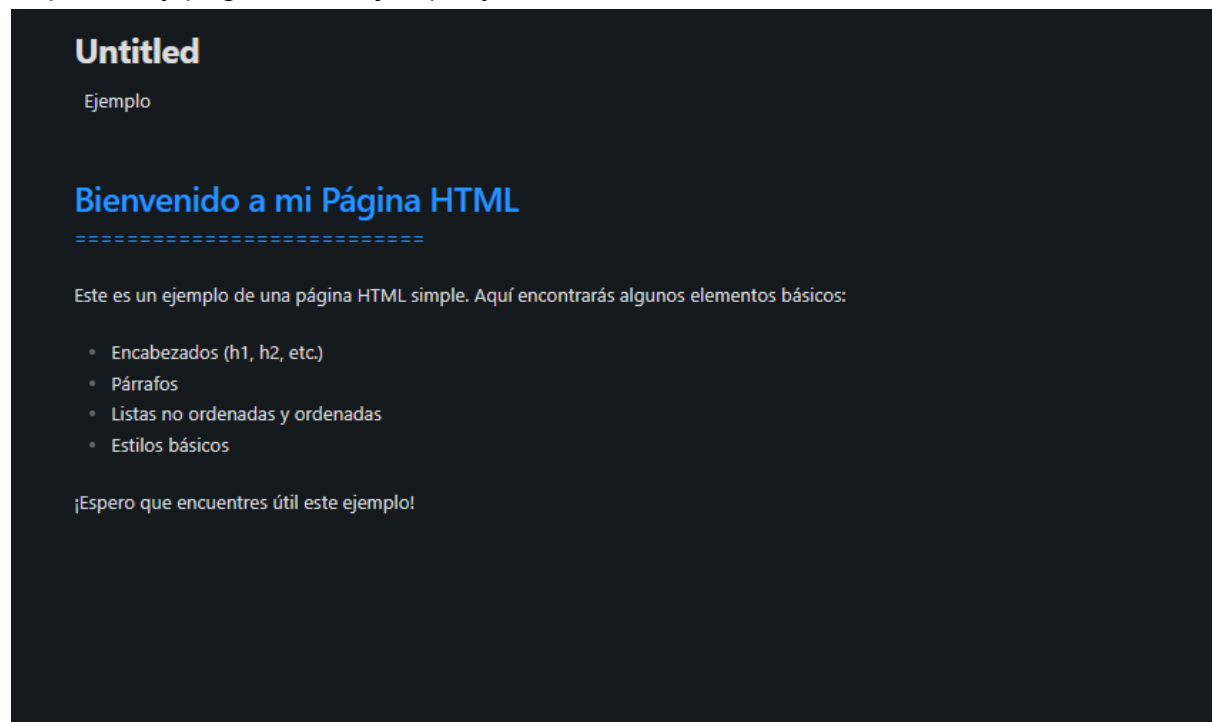 Untitled
Ejemplo
Bienvenido a mi Página HTML
===========================
Este es un ejemplo de una página HTML simple. Aquí encontrarás algunos elementos básicos:
• Encabezados (h1, h2, etc.)
• Párrafos
• Listas no ordenadas y ordenadas
• Estilos básicos
¡Espero que encuentres útil este ejemplo!